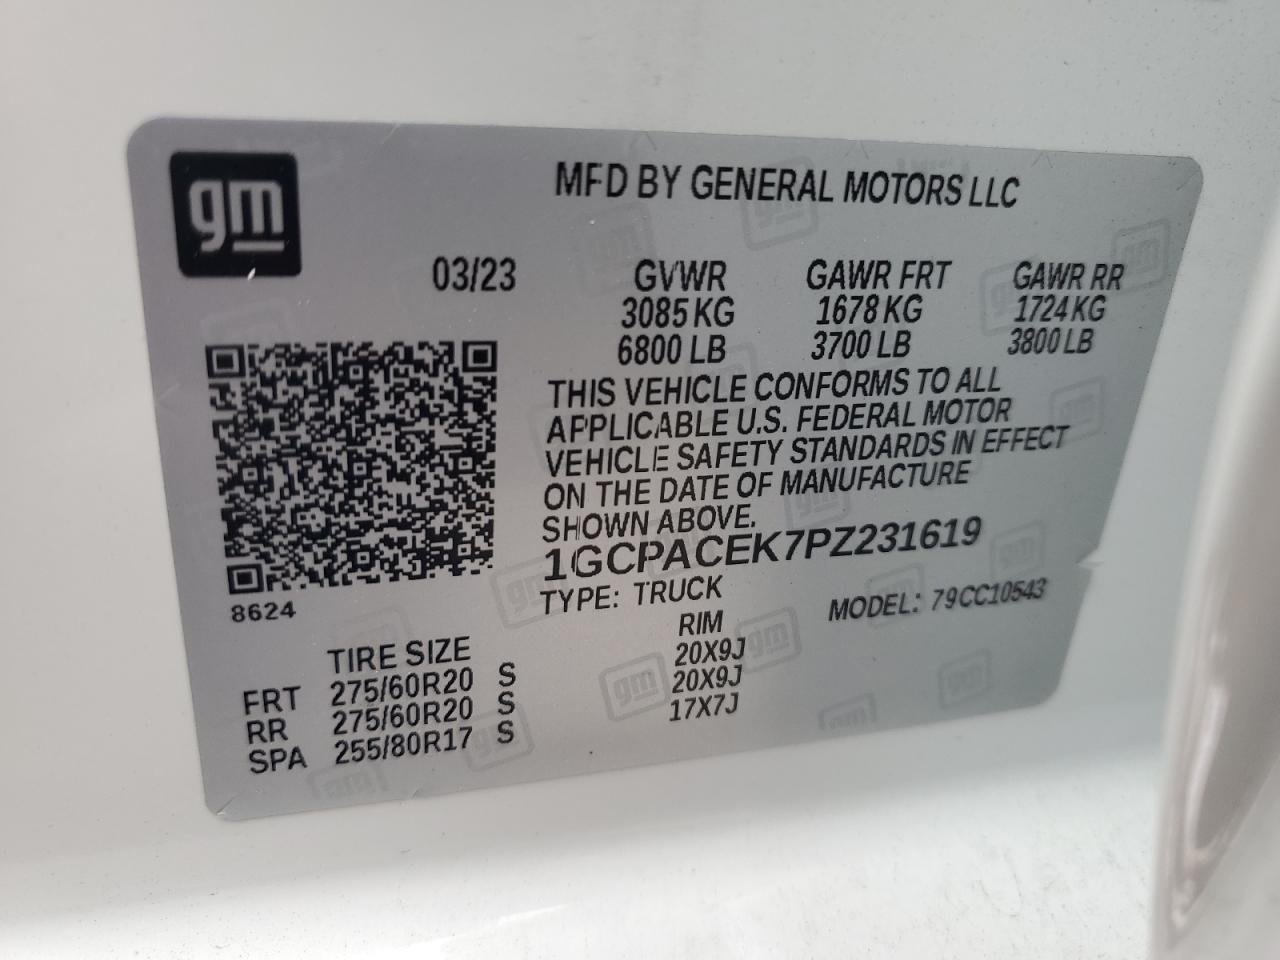 gm
MFD BY GENERAL MOTORS LLC
03/23 GVWR GAWR FRT GAWR RR
3085 KG 1678 KG 1724 KG
6800 LB 3700 LB 3800 LB
THIS VEHICLE CONFORMS TO ALL
APPLICABLE U.S. FEDERAL MOTOR
VEHICLE SAFETY STANDARDS IN EFFECT
ON THE DATE OF MANUFACTURE
SHOWN ABOVE.
1GCPACEK7PZ231619
TYPE: TRUCK MODEL: 79CC10543
8624
TIRE SIZE RIM
FRT 275/60R20 S 20X9J
RR 275/60R20 S 20X9J
SPA 255/80R17 S 17X7J